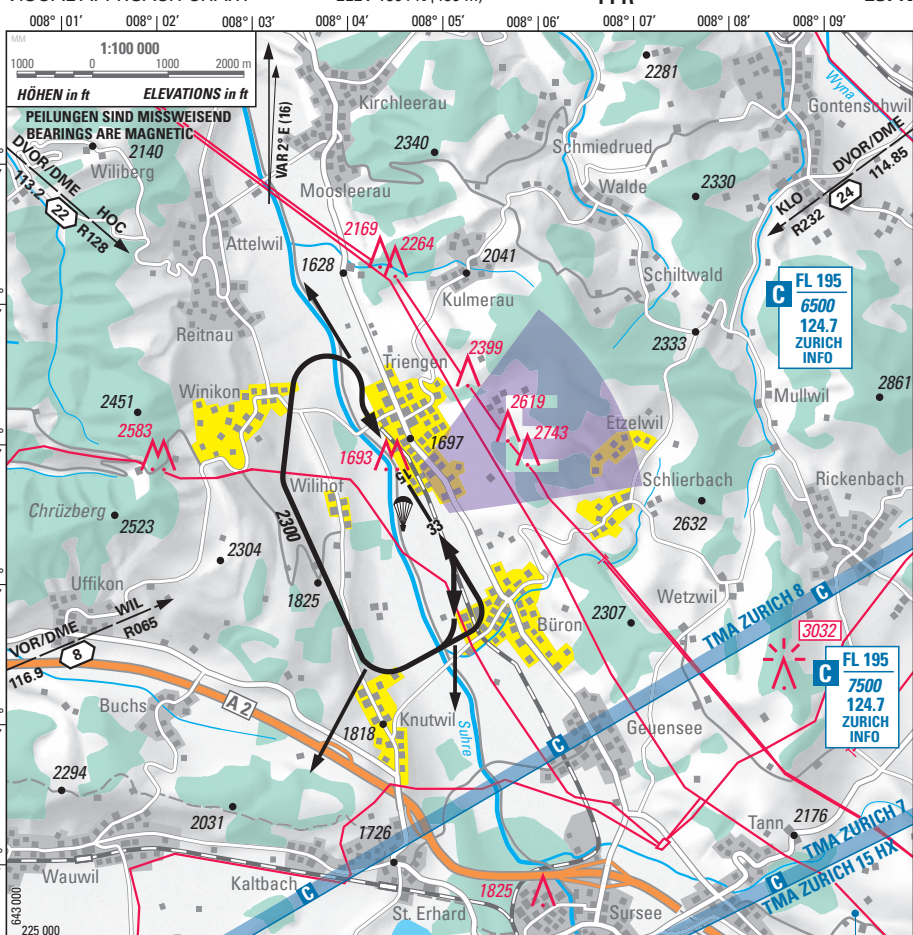 008° 01'
008° 02'
008° 03'
008° 04'
008° 05'
008° 06'
008° 07'
008° 08'
008° 09'
MM
1:100 000
1000 0 1000 2000 m
HÖHEN in ft ELEVATIONS in ft
PEILUNGEN SIND MISSWEISEND
BEARINGS ARE MAGNETIC
VAR 2° E (16)
DVOR/DME HOC
113.2 22 R128
2140
Wiliberg
Kirchleerau
2340
Moosleerau
Attelwil
2281
Schmiedrued
Walde
2330
Wyna
Gontenschwil
KLO DVOR/DME
R232 24 114.85
2169
2264
1628
2041
Kulmerau
Schiltwald
C FL 195
6500
124.7
ZURICH
INFO
Reitnau
Triengen
2399
2333
Mullwil
2861
Winikon
2451
2583
2619
2743
Etzelwil
1697
1693
15
33
Wilihof
2300
Schlierbach
Rickenbach
Chrüzberg
2523
2632
2304
1825
Uffikon
Büron
2307
Wetzwil
TMA ZURICH 8
C
3032
VOR/DME WIL
116.9 8 R065
C FL 195
7500
124.7
ZURICH
INFO
Buchs
A 2
Knutwil
1818
Suhre
Geuensee
C
2294
2031
1726
Tann
2176
TMA ZURICH 7
C
TMA ZURICH 15 HX
Wauwil
Kaltbach
C
1825
St. Erhard
Sursee
643 000
225 000